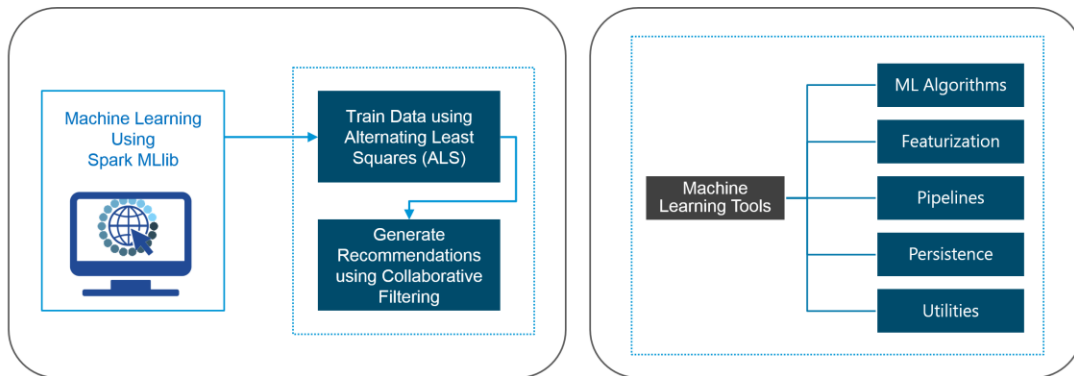 Machine Learning
Using
Spark MLlib
Train Data using
Alternating Least
Squares (ALS)
Generate
Recommendations
using Collaborative
Filtering
Machine
Learning Tools
ML Algorithms
Featurization
Pipelines
Persistence
Utilities